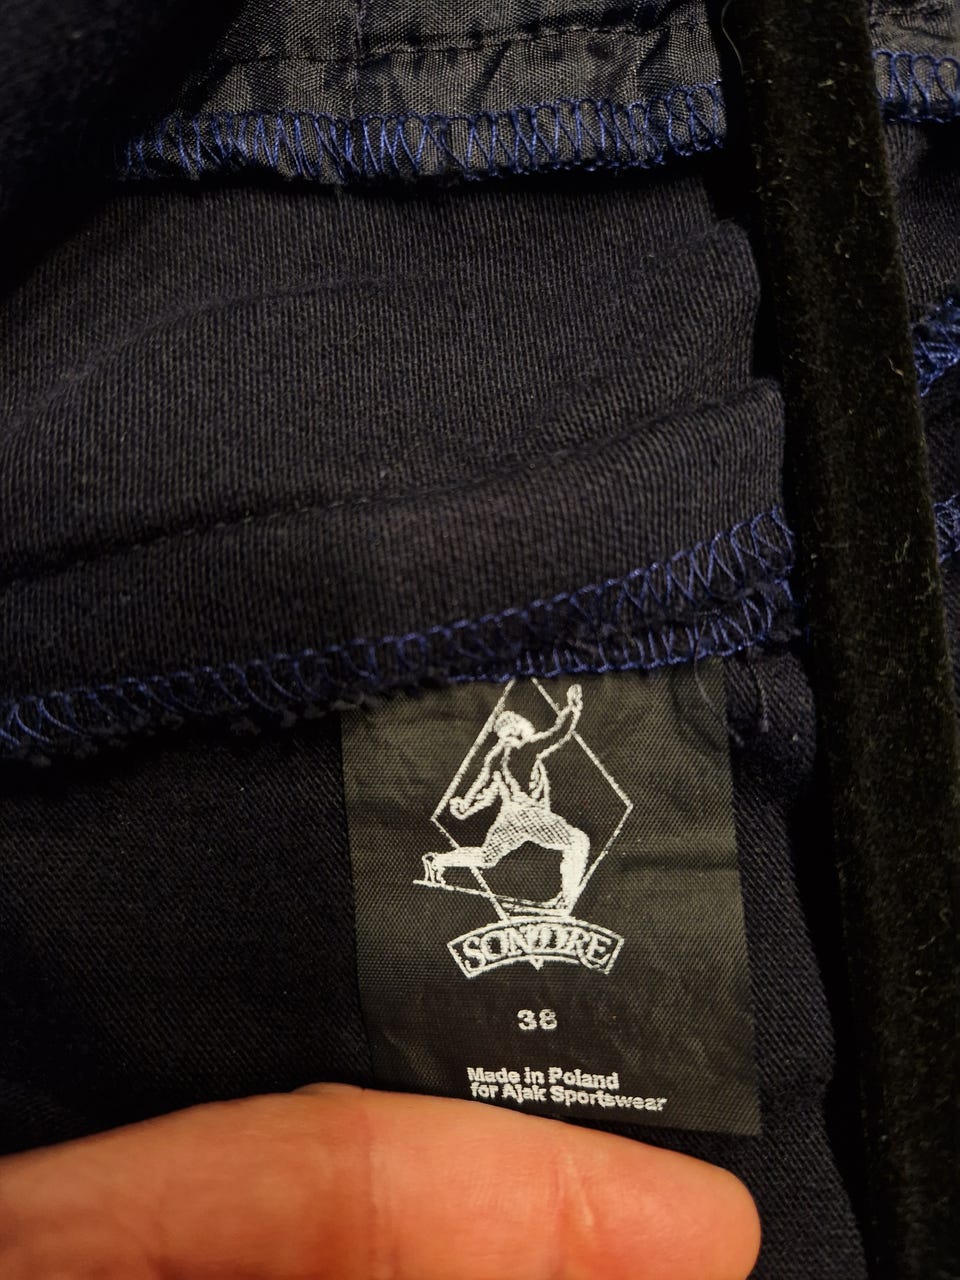 SONDRE
38
Made in Poland
for Ajak Sportswear